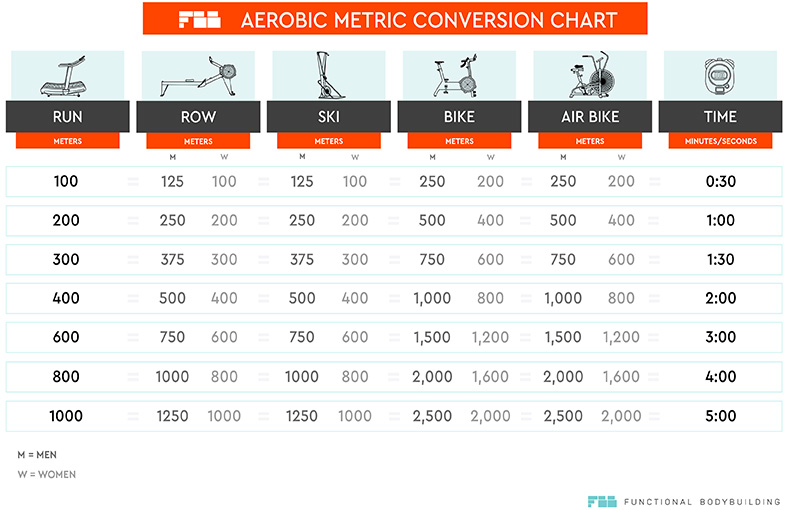 FBB AEROBIC METRIC CONVERSION CHART
RUN ROW SKI BIKE AIR BIKE TIME
METERS METERS METERS METERS METERS MINUTES/SECONDS
M W M W M W M W
100 = 125 100 = 125 100 = 250 200 = 250 200 = 0:30
200 = 250 200 = 250 200 = 500 400 = 500 400 = 1:00
300 = 375 300 = 375 300 = 750 600 = 750 600 = 1:30
400 = 500 400 = 500 400 = 1,000 800 = 1,000 800 = 2:00
600 = 750 600 = 750 600 = 1,500 1,200 = 1,500 1,200 = 3:00
800 = 1000 800 = 1000 800 = 2,000 1,600 = 2,000 1,600 = 4:00
1000 = 1250 1000 = 1250 1000 = 2,500 2,000 = 2,500 2,000 = 5:00
M = MEN
W = WOMEN
FBB FUNCTIONAL BODYBUILDING